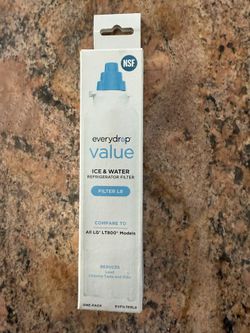 NSF
everydrop®
value
ICE & WATER
REFRIGERATOR FILTER
FILTER L8
COMPARE TO
All LG® LT800® Models
REDUCES
Lead
Chlorine Taste and Odor
ONE-PACK